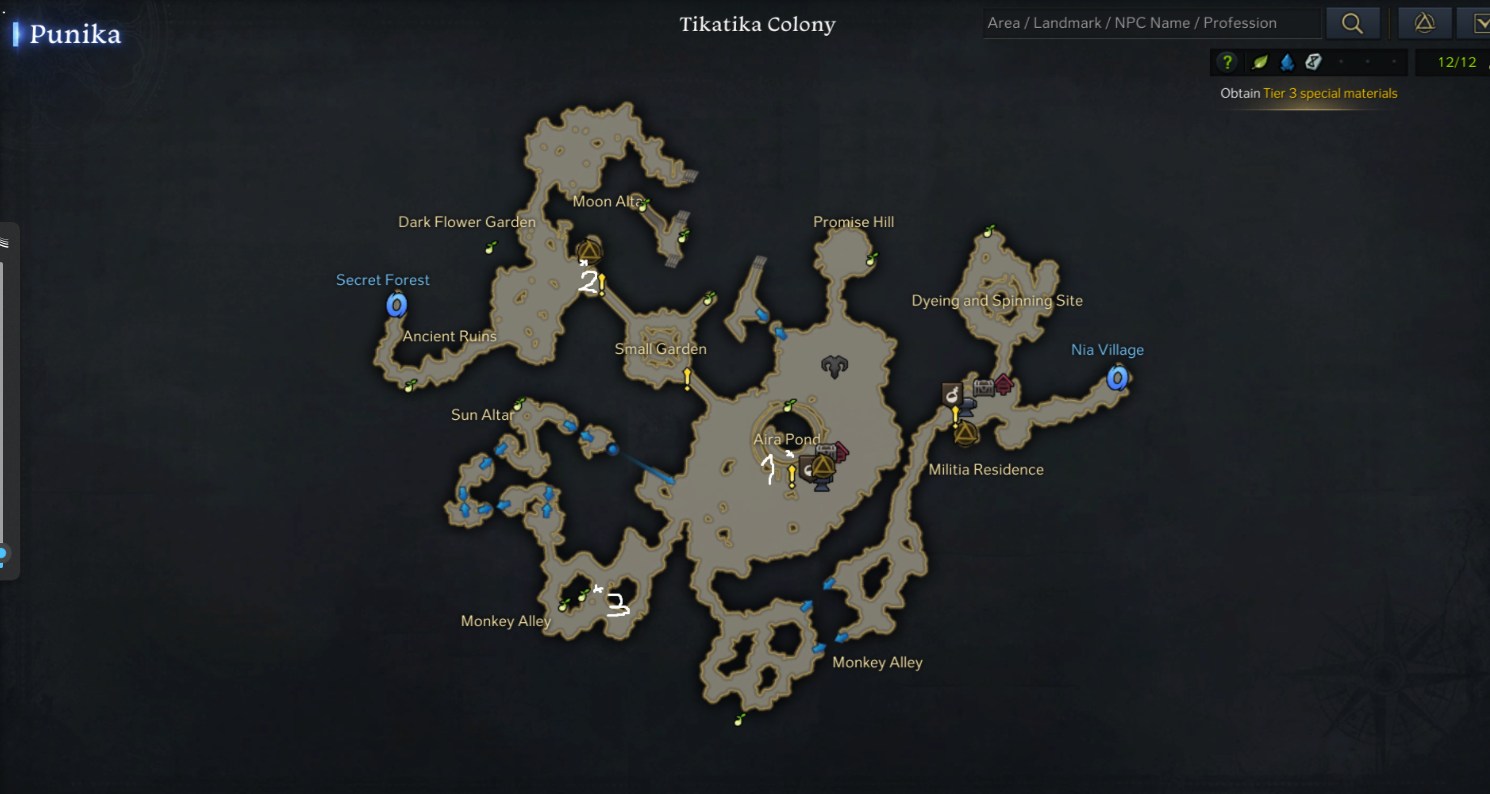 Punika
Tikatika Colony
Area / Landmark / NPC Name / Profession
12/12
Obtain Tier 3 special materials
Moon Alta
Dark Flower Garden
Promise Hill
Secret Forest
2
Dyeing and Spinning Site
Ancient Ruins
Small Garden
Nia Village
Sun Altar
Aira Pond
1
Militia Residence
3
Monkey Alley
Monkey Alley